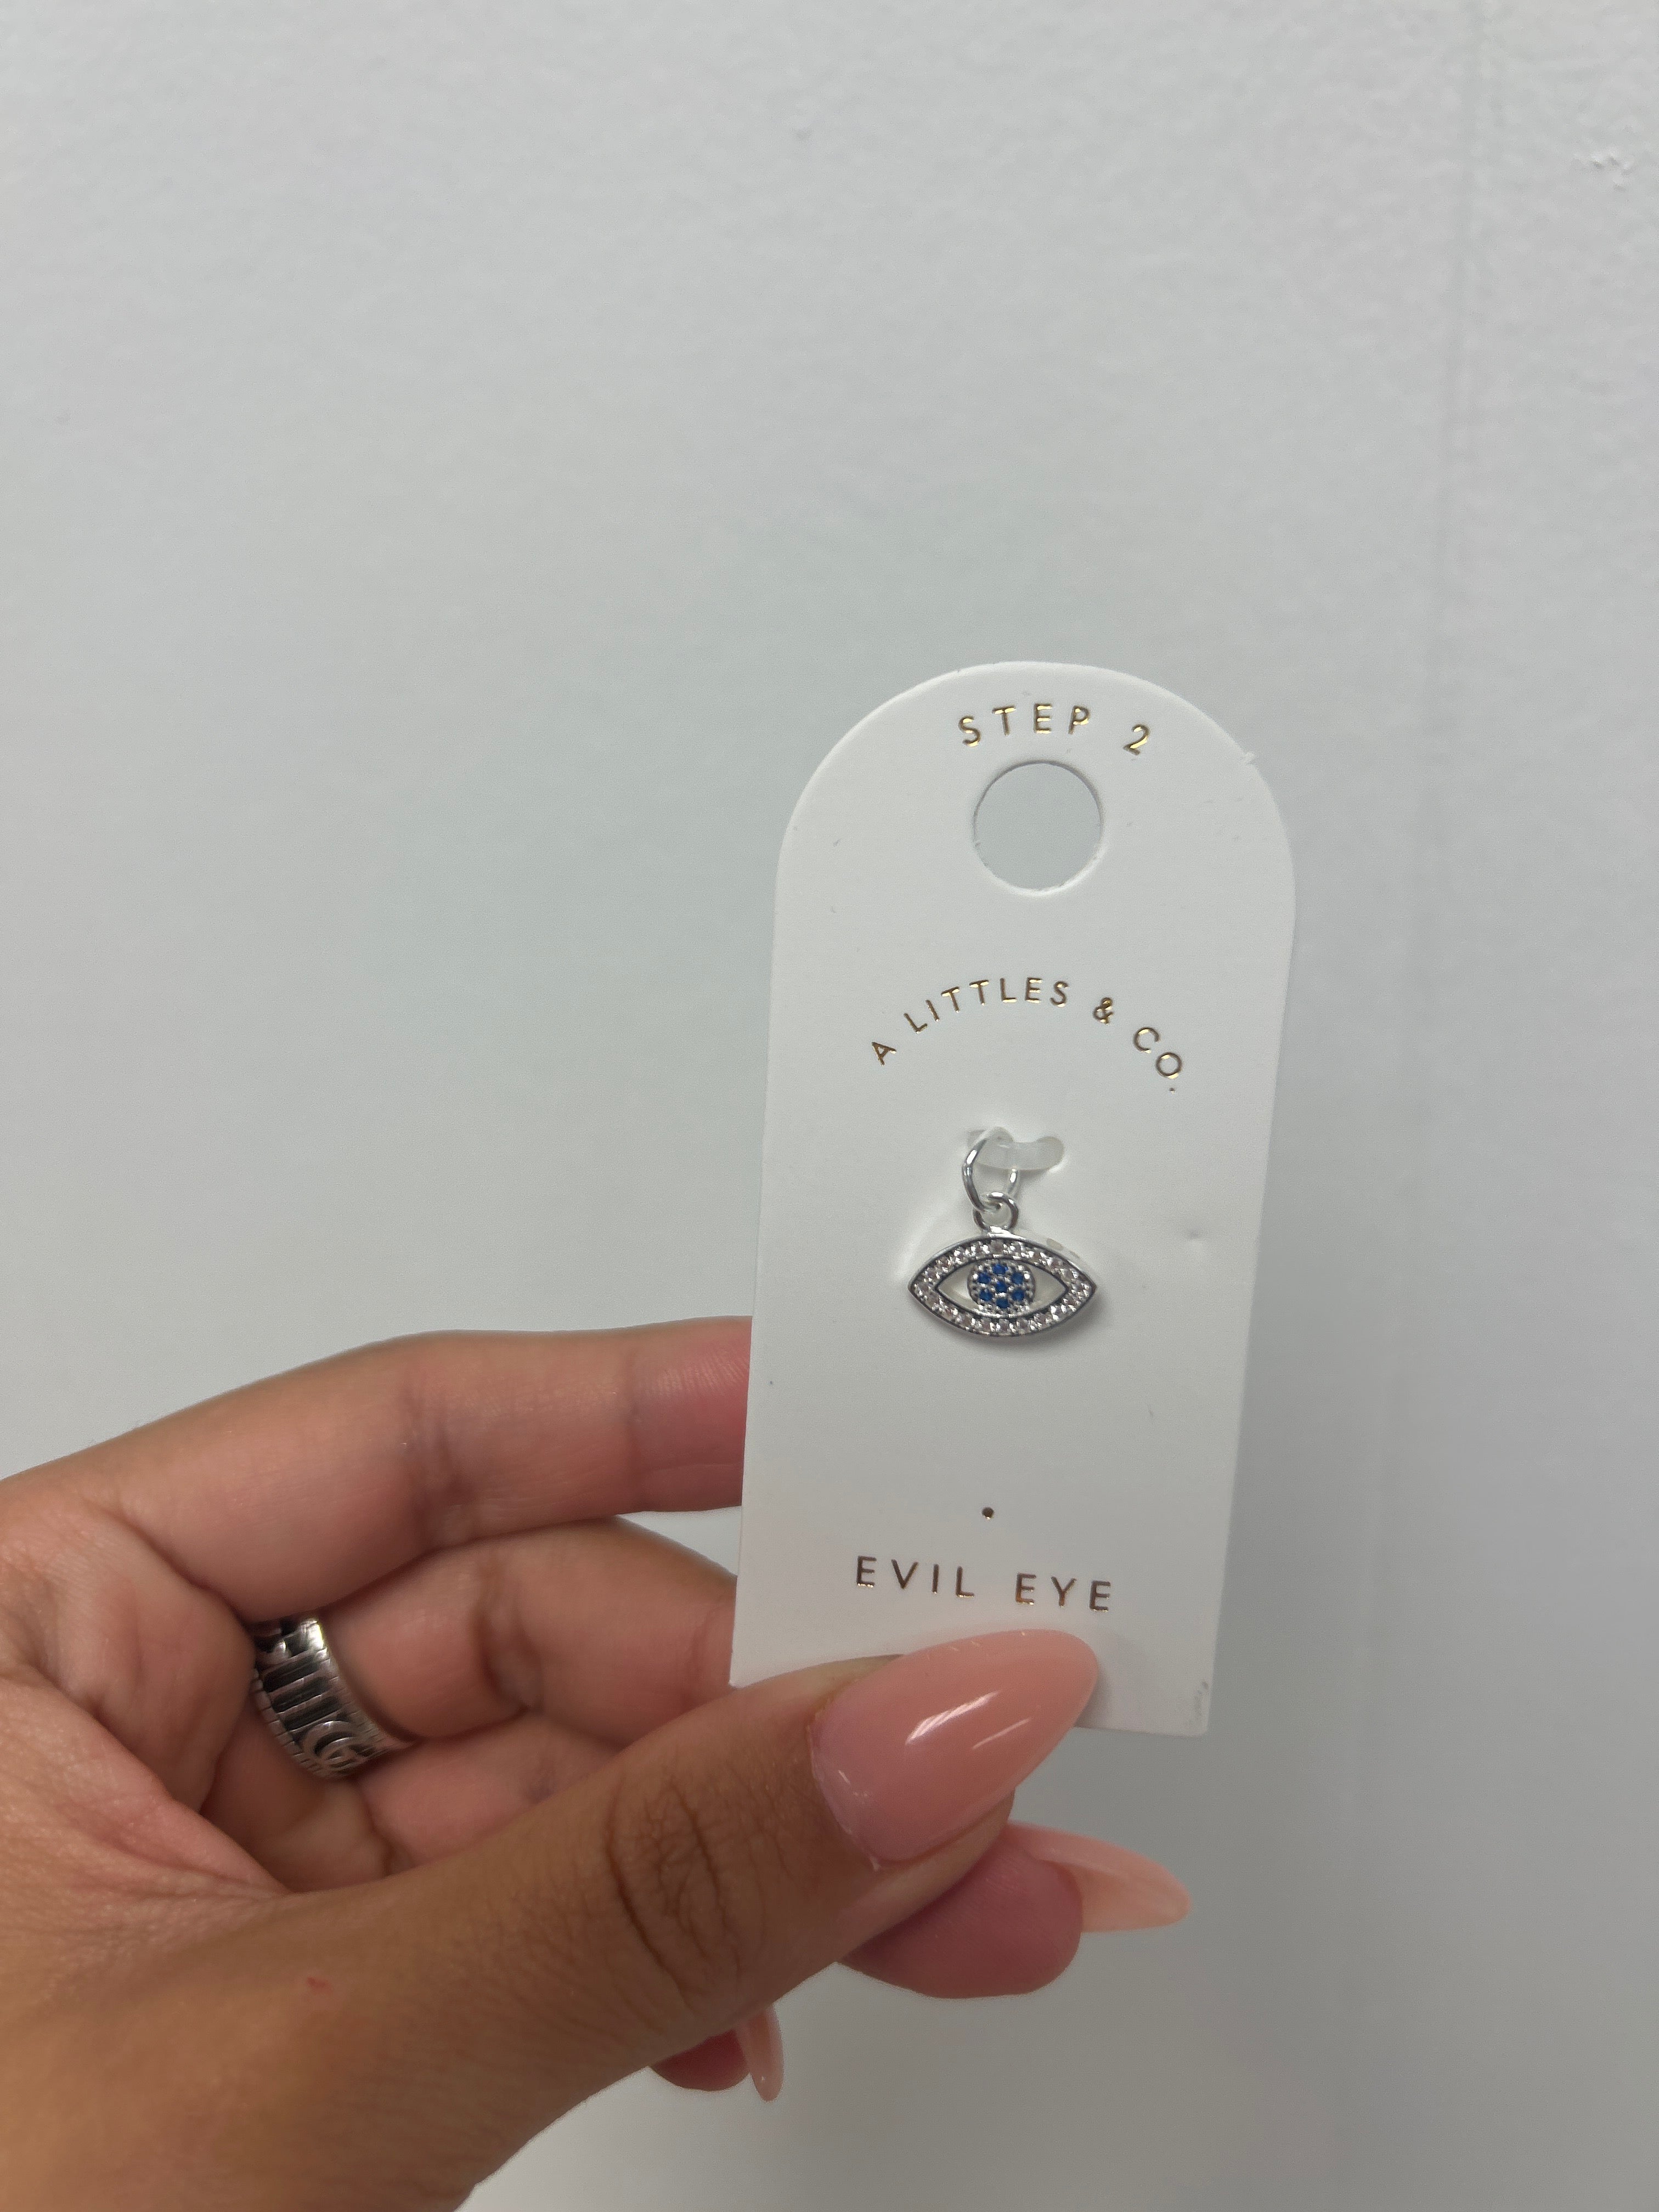 STEP 2
A LITTLES & CO.
EVIL EYE